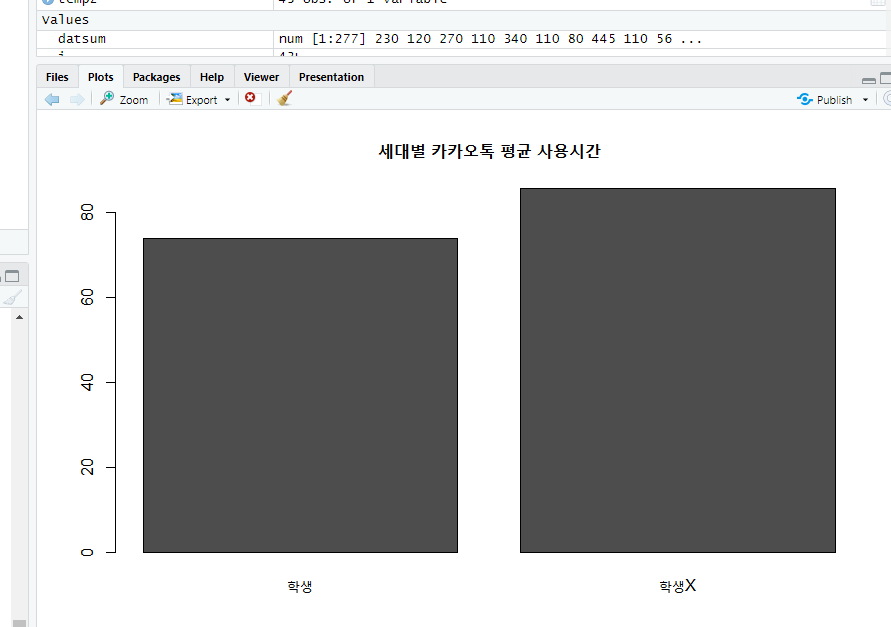 Values
datsum num [1:277] 230 120 270 110 340 110 80 445 110 56 ...
Files Plots Packages Help Viewer Presentation
Zoom Export Publish
세대별 카카오톡 평균 사용시간
80
60
40
20
0
학생 학생X